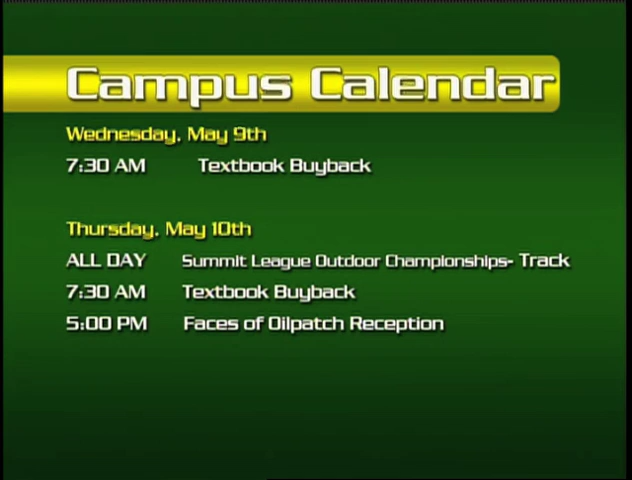 Campus Calendar
Wednesday, May 9th
7:30 AM Textbook Buyback
Thursday, May 10th
ALL DAY Summit League Outdoor Championships- Track
7:30 AM Textbook Buyback
5:00 PM Faces of Oilpatch Reception